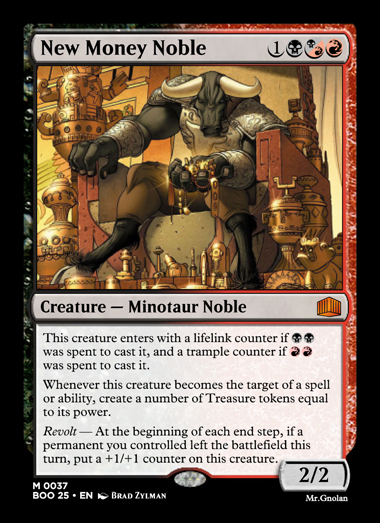 New Money Noble
1
Creature — Minotaur Noble
This creature enters with a lifelink counter if
was spent to cast it, and a trample counter if
was spent to cast it.
Whenever this creature becomes the target of a spell
or ability, create a number of Treasure tokens equal
to its power.
Revolt — At the beginning of each end step, if a
permanent you controlled left the battlefield this
turn, put a +1/+1 counter on this creature.
2/2
M 0037
BOO 25 • EN Brad Zylman
Mr.Gnolan